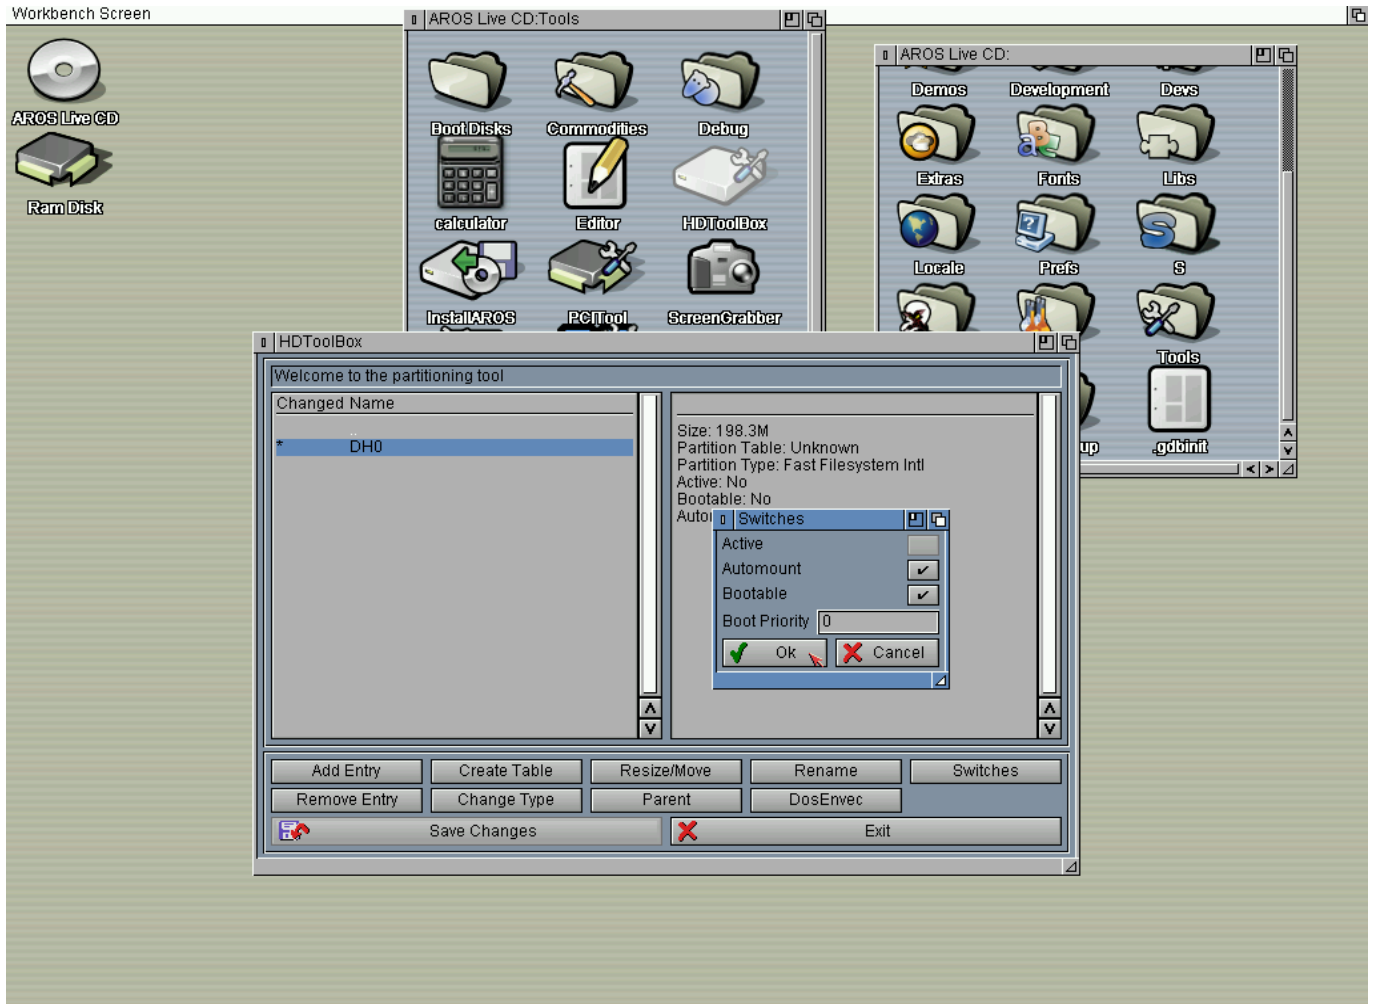 Workbench Screen
AROS Live CD
Ram Disk
AROS Live CD:Tools
Boot Disks
Commodities
Debug
calculator
Editor
HDToolBox
InstallAROS
PCITool
ScreenGrabber
AROS Live CD:
Demos
Development
Devs
Extras
Fonts
Libs
Locale
Prefs
S
Tools
up
.gdbinit
HDToolBox
Welcome to the partitioning tool
Changed Name
..
* DH0
Size: 198.3M
Partition Table: Unknown
Partition Type: Fast Filesystem Intl
Active: No
Bootable: No
Auto
Switches
Active
Automount
Bootable
Boot Priority 0
Ok
Cancel
Add Entry
Create Table
Resize/Move
Rename
Switches
Remove Entry
Change Type
Parent
DosEnvec
Save Changes
Exit